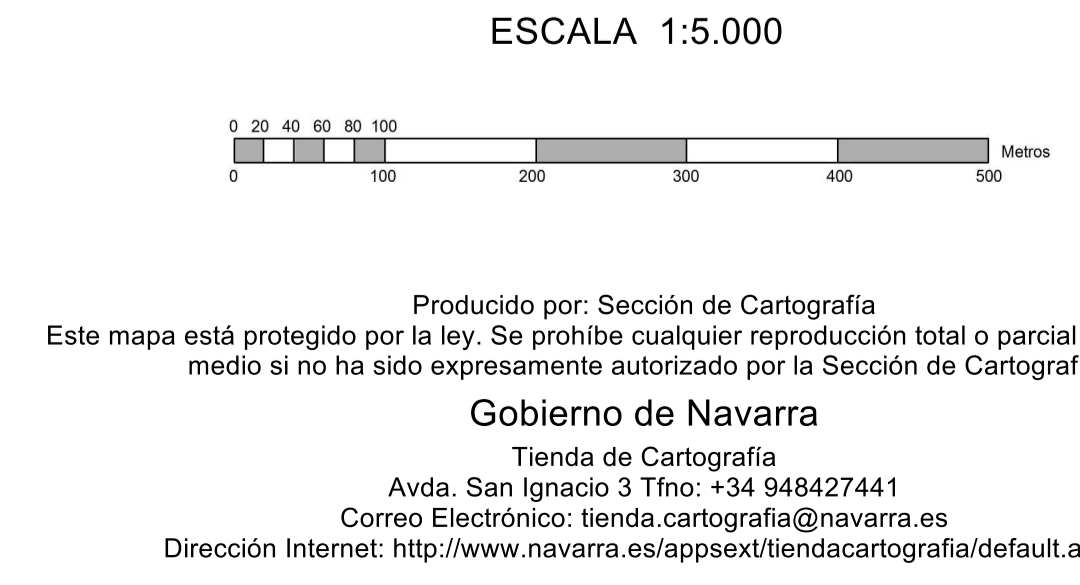 ESCALA 1:5.000
0 20 40 60 80 100
Metros
0 100 200 300 400 500
Producido por: Sección de Cartografía
Este mapa está protegido por la ley. Se prohíbe cualquier reproducción total o parcial
medio si no ha sido expresamente autorizado por la Sección de Cartograf
Gobierno de Navarra
Tienda de Cartografía
Avda. San Ignacio 3 Tfno: +34 948427441
Correo Electrónico: tienda.cartografia@navarra.es
Dirección Internet: http://www.navarra.es/appsext/tiendacartografia/default.a